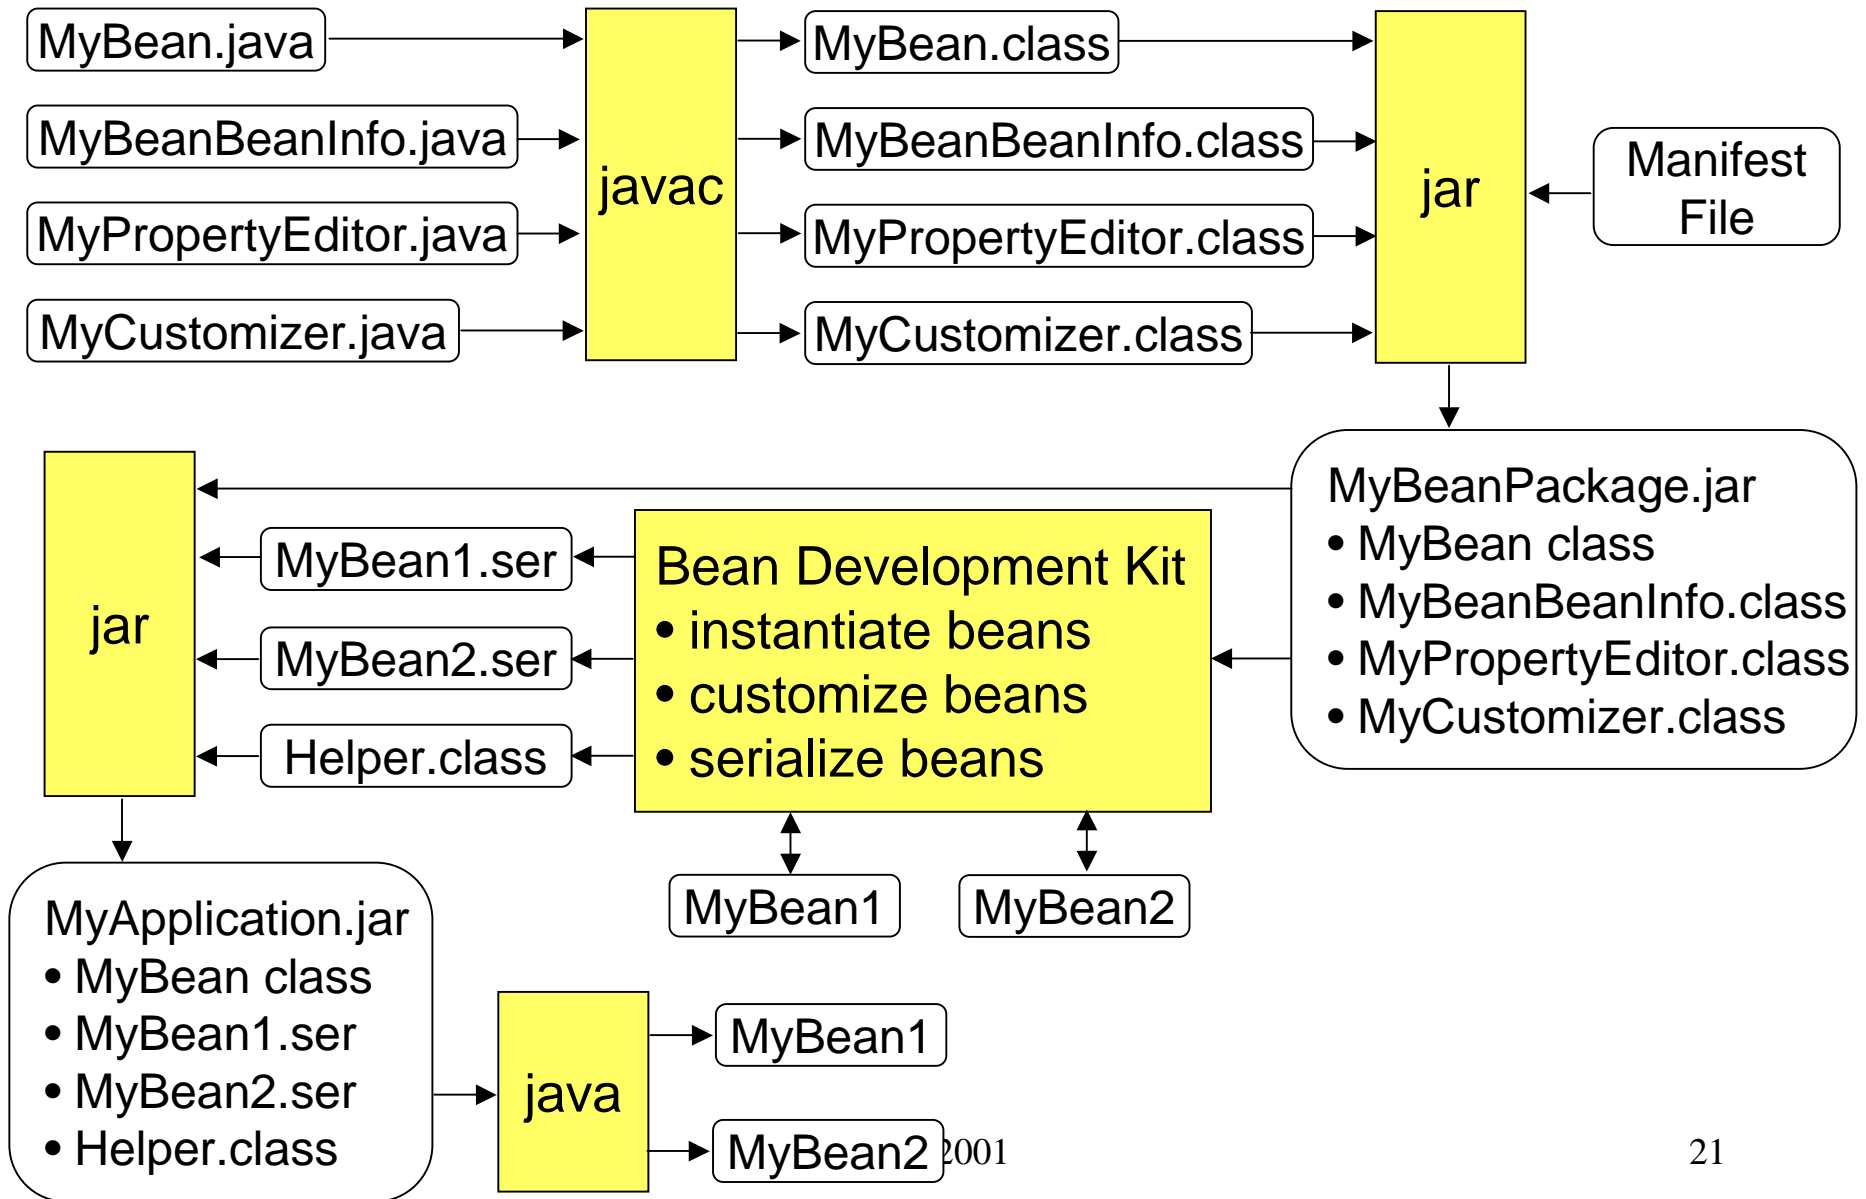 MyBean.java
MyBean.class
MyBeanBeanInfo.java
MyBeanBeanInfo.class
javac
jar
Manifest
File
MyPropertyEditor.java
MyPropertyEditor.class
MyCustomizer.java
MyCustomizer.class
MyBeanPackage.jar
• MyBean class
• MyBeanBeanInfo.class
• MyPropertyEditor.class
• MyCustomizer.class
Bean Development Kit
• instantiate beans
• customize beans
• serialize beans
MyBean1.ser
MyBean2.ser
Helper.class
jar
MyBean1
MyBean2
MyApplication.jar
• MyBean class
• MyBean1.ser
• MyBean2.ser
• Helper.class
java
MyBean1
MyBean2
2001
21